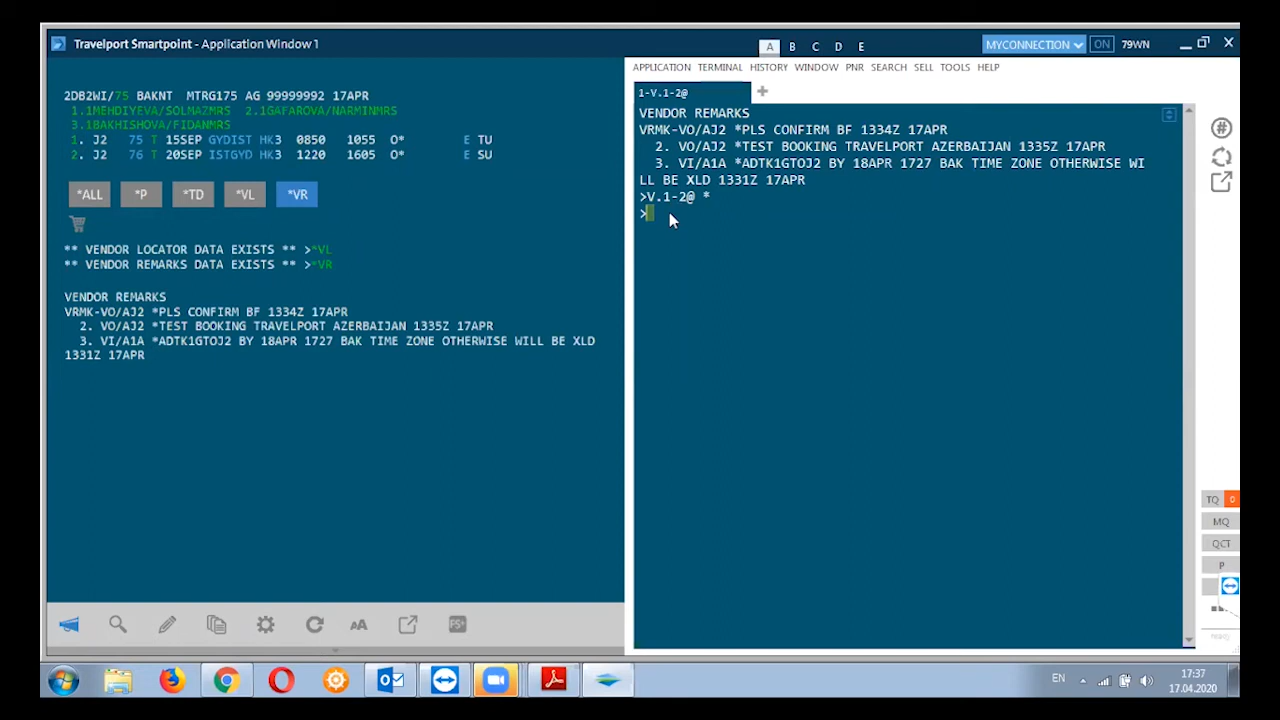 Travelport Smartpoint - Application Window 1
A B C D E
MYCONNECTION ON 79WN
APPLICATION TERMINAL HISTORY WINDOW PNR SEARCH SELL TOOLS HELP
2DB2WI/75 BAKNT MTRG175 AG 99999992 17APR
1.1MEHDIYEVA/SOLMAZMRS 2.1GAFAROVA/NARMINMRS
3.1BAKHISHOVA/FIDANMRS
1. J2 75 T 15SEP GYDIST HK3 0850 1055 O* E TU
2. J2 76 T 20SEP ISTGYD HK3 1220 1605 O* E SU
*ALL *P *TD *VL *VR
** VENDOR LOCATOR DATA EXISTS ** >*VL
** VENDOR REMARKS DATA EXISTS ** >*VR
VENDOR REMARKS
VRMK-VO/AJ2 *PLS CONFIRM BF 1334Z 17APR
2. VO/AJ2 *TEST BOOKING TRAVELPORT AZERBAIJAN 1335Z 17APR
3. VI/A1A *ADTK1GTOJ2 BY 18APR 1727 BAK TIME ZONE OTHERWISE WILL BE XLD
1331Z 17APR
AA
PS+
1-V.1-2@
VENDOR REMARKS
VRMK-VO/AJ2 *PLS CONFIRM BF 1334Z 17APR
2. VO/AJ2 *TEST BOOKING TRAVELPORT AZERBAIJAN 1335Z 17APR
3. VI/A1A *ADTK1GTOJ2 BY 18APR 1727 BAK TIME ZONE OTHERWISE WI
LL BE XLD 1331Z 17APR
>V.1-2@ *
>
TQ 0
MQ
QCT
P
EN
17:37
17.04.2020